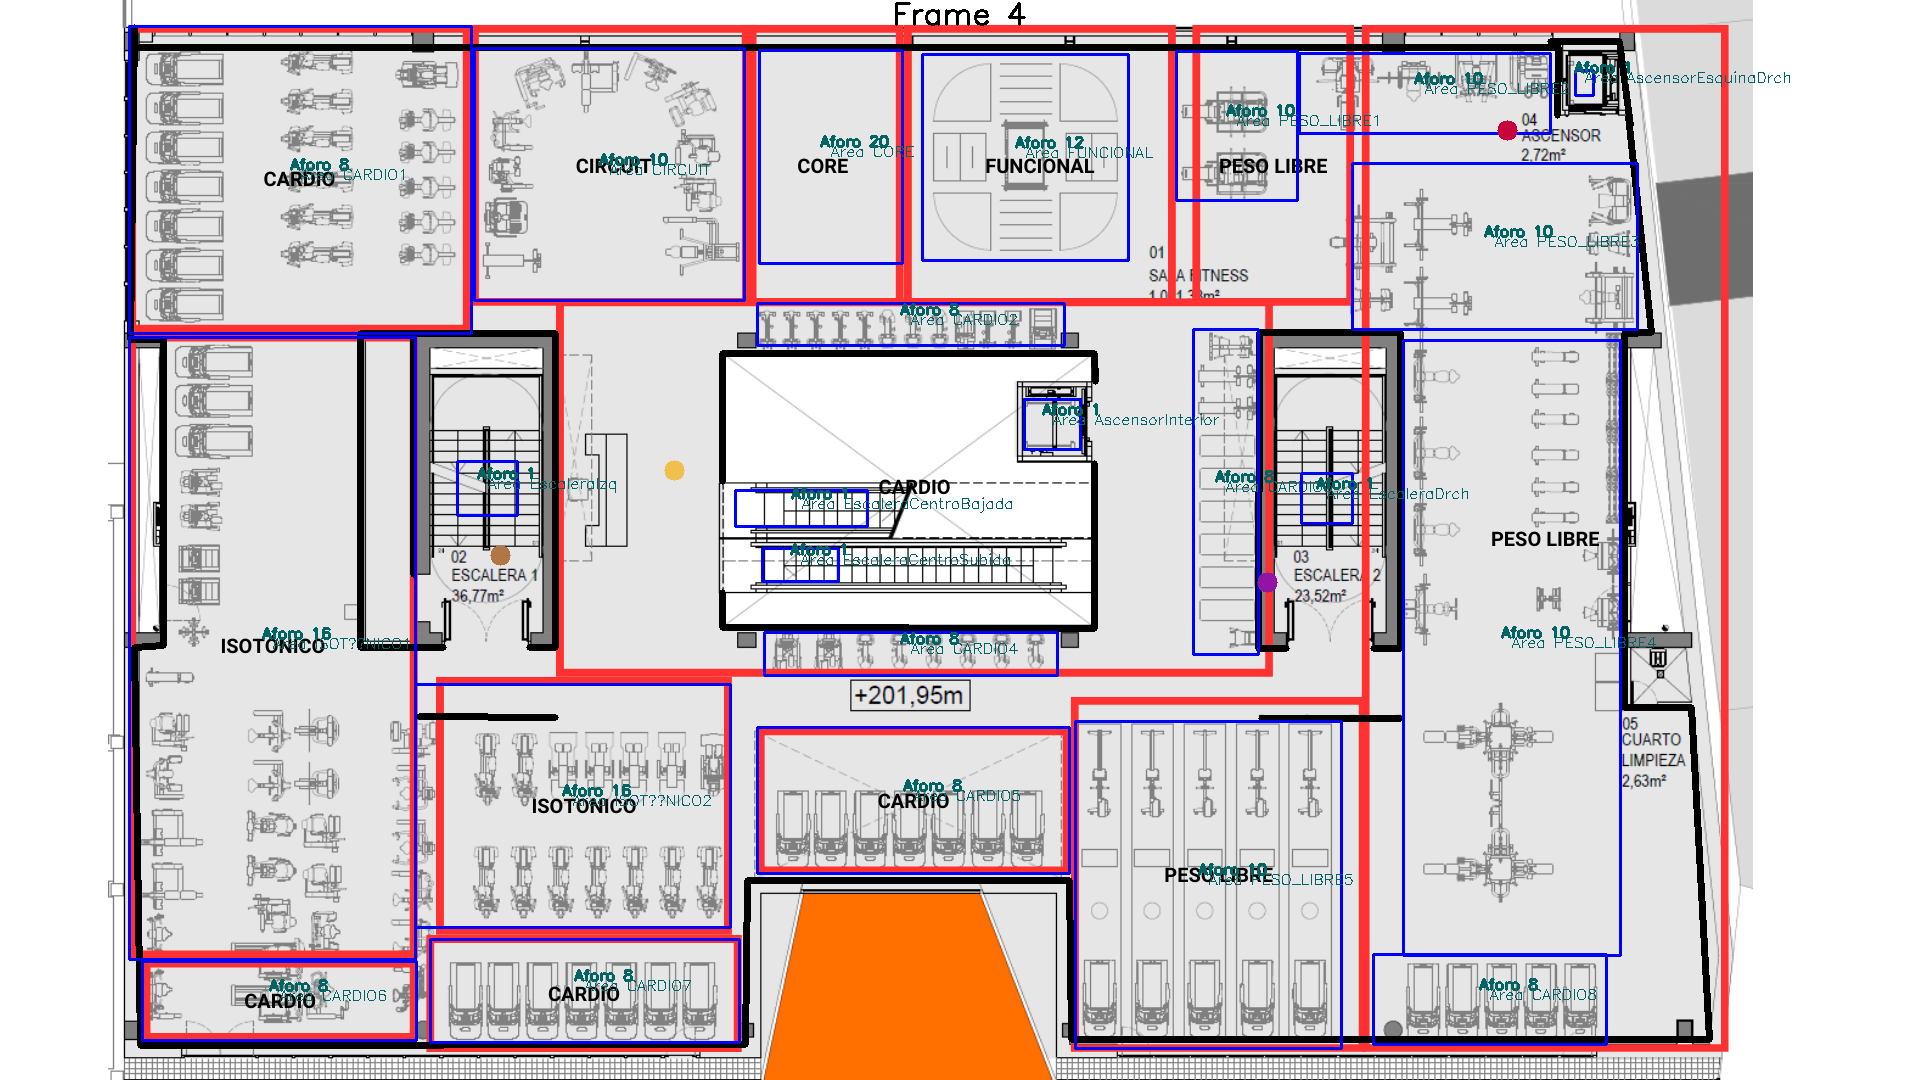 Frame 4
Aforo 8
Area CARDIO1
CARDIO
Aforo 10
Area CIRCUIT
CIRCUIT
Aforo 20
Area CORE
CORE
Aforo 12
Area FUNCIONAL
FUNCIONAL
Aforo 10
Area PESO_LIBRE1
PESO LIBRE
Aforo 10
Area PESO_LIBRE2
Aforo 1
Area AscensorEsquinaDrch
04
ASCENSOR
2,72m²
Aforo 10
Area PESO_LIBRE3
01
SALA FITNESS
Aforo 8
Area CARDIO2
Aforo 1
Area AscensorInterior
Aforo 1
Area EscaleraIzq
Aforo 1
Area EscaleraCentroBajada
CARDIO
Aforo 8
Aforo 1
Area EscaleraDrch
Aforo 1
Area EscaleraCentroSubida
02
ESCALERA 1
36,77m²
03
ESCALERA 2
23,52m²
PESO LIBRE
Aforo 16
Area ISOT??NICO1
ISOTONICO
Aforo 8
Area CARDIO4
Aforo 10
Area PESO_LIBRE4
+201,95m
05
CUARTO
LIMPIEZA
2,63m²
Aforo 16
Area ISOT??NICO2
ISOTONICO
Aforo 8
Area CARDIO5
CARDIO
Aforo 10
Area PESO_LIBRE5
PESO LIBRE
Aforo 8
Area CARDIO6
CARDIO
Aforo 8
Area CARDIO7
CARDIO
Aforo 8
Area CARDIO8